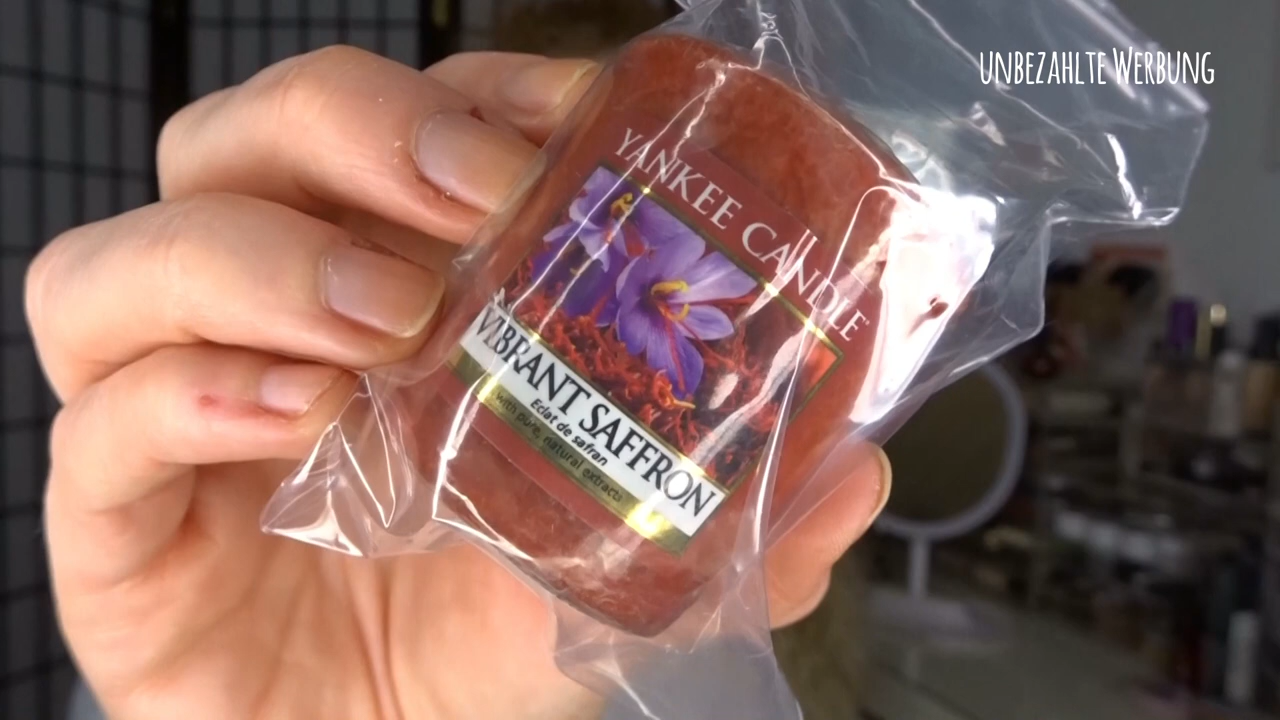 UNBEZAHLTE WERBUNG
YANKEE CANDLE®
VIBRANT SAFFRON
Eclat de safran
with pure, natural extracts